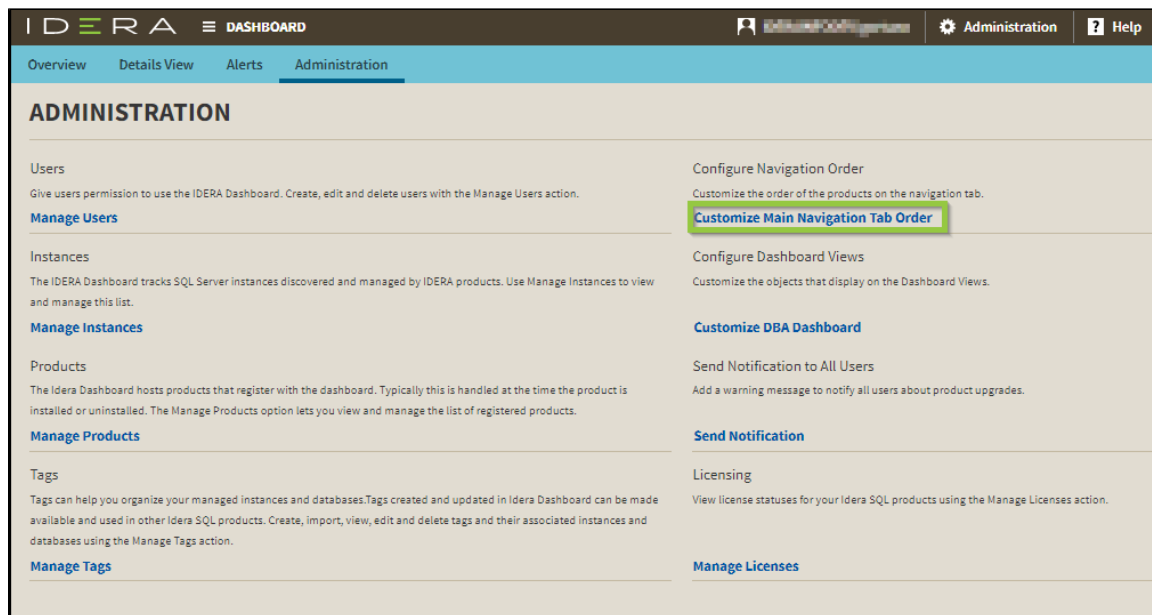 IDERA DASHBOARD
Administration
? Help
Overview
Details View
Alerts
Administration
ADMINISTRATION
Users
Give users permission to use the IDERA Dashboard. Create, edit and delete users with the Manage Users action.
Manage Users
Configure Navigation Order
Customize the order of the products on the navigation tab.
Customize Main Navigation Tab Order
Instances
The IDERA Dashboard tracks SQL Server instances discovered and managed by IDERA products. Use Manage Instances to view
and manage this list.
Manage Instances
Configure Dashboard Views
Customize the objects that display on the Dashboard Views.
Customize DBA Dashboard
Products
The Idera Dashboard hosts products that register with the dashboard. Typically this is handled at the time the product is
installed or uninstalled. The Manage Products option lets you view and manage the list of registered products.
Manage Products
Send Notification to All Users
Add a warning message to notify all users about product upgrades.
Send Notification
Tags
Tags can help you organize your managed instances and databases.Tags created and updated in Idera Dashboard can be made
available and used in other Idera SQL products. Create, import, view, edit and delete tags and their associated instances and
databases using the Manage Tags action.
Manage Tags
Licensing
View license statuses for your Idera SQL products using the Manage Licenses action.
Manage Licenses